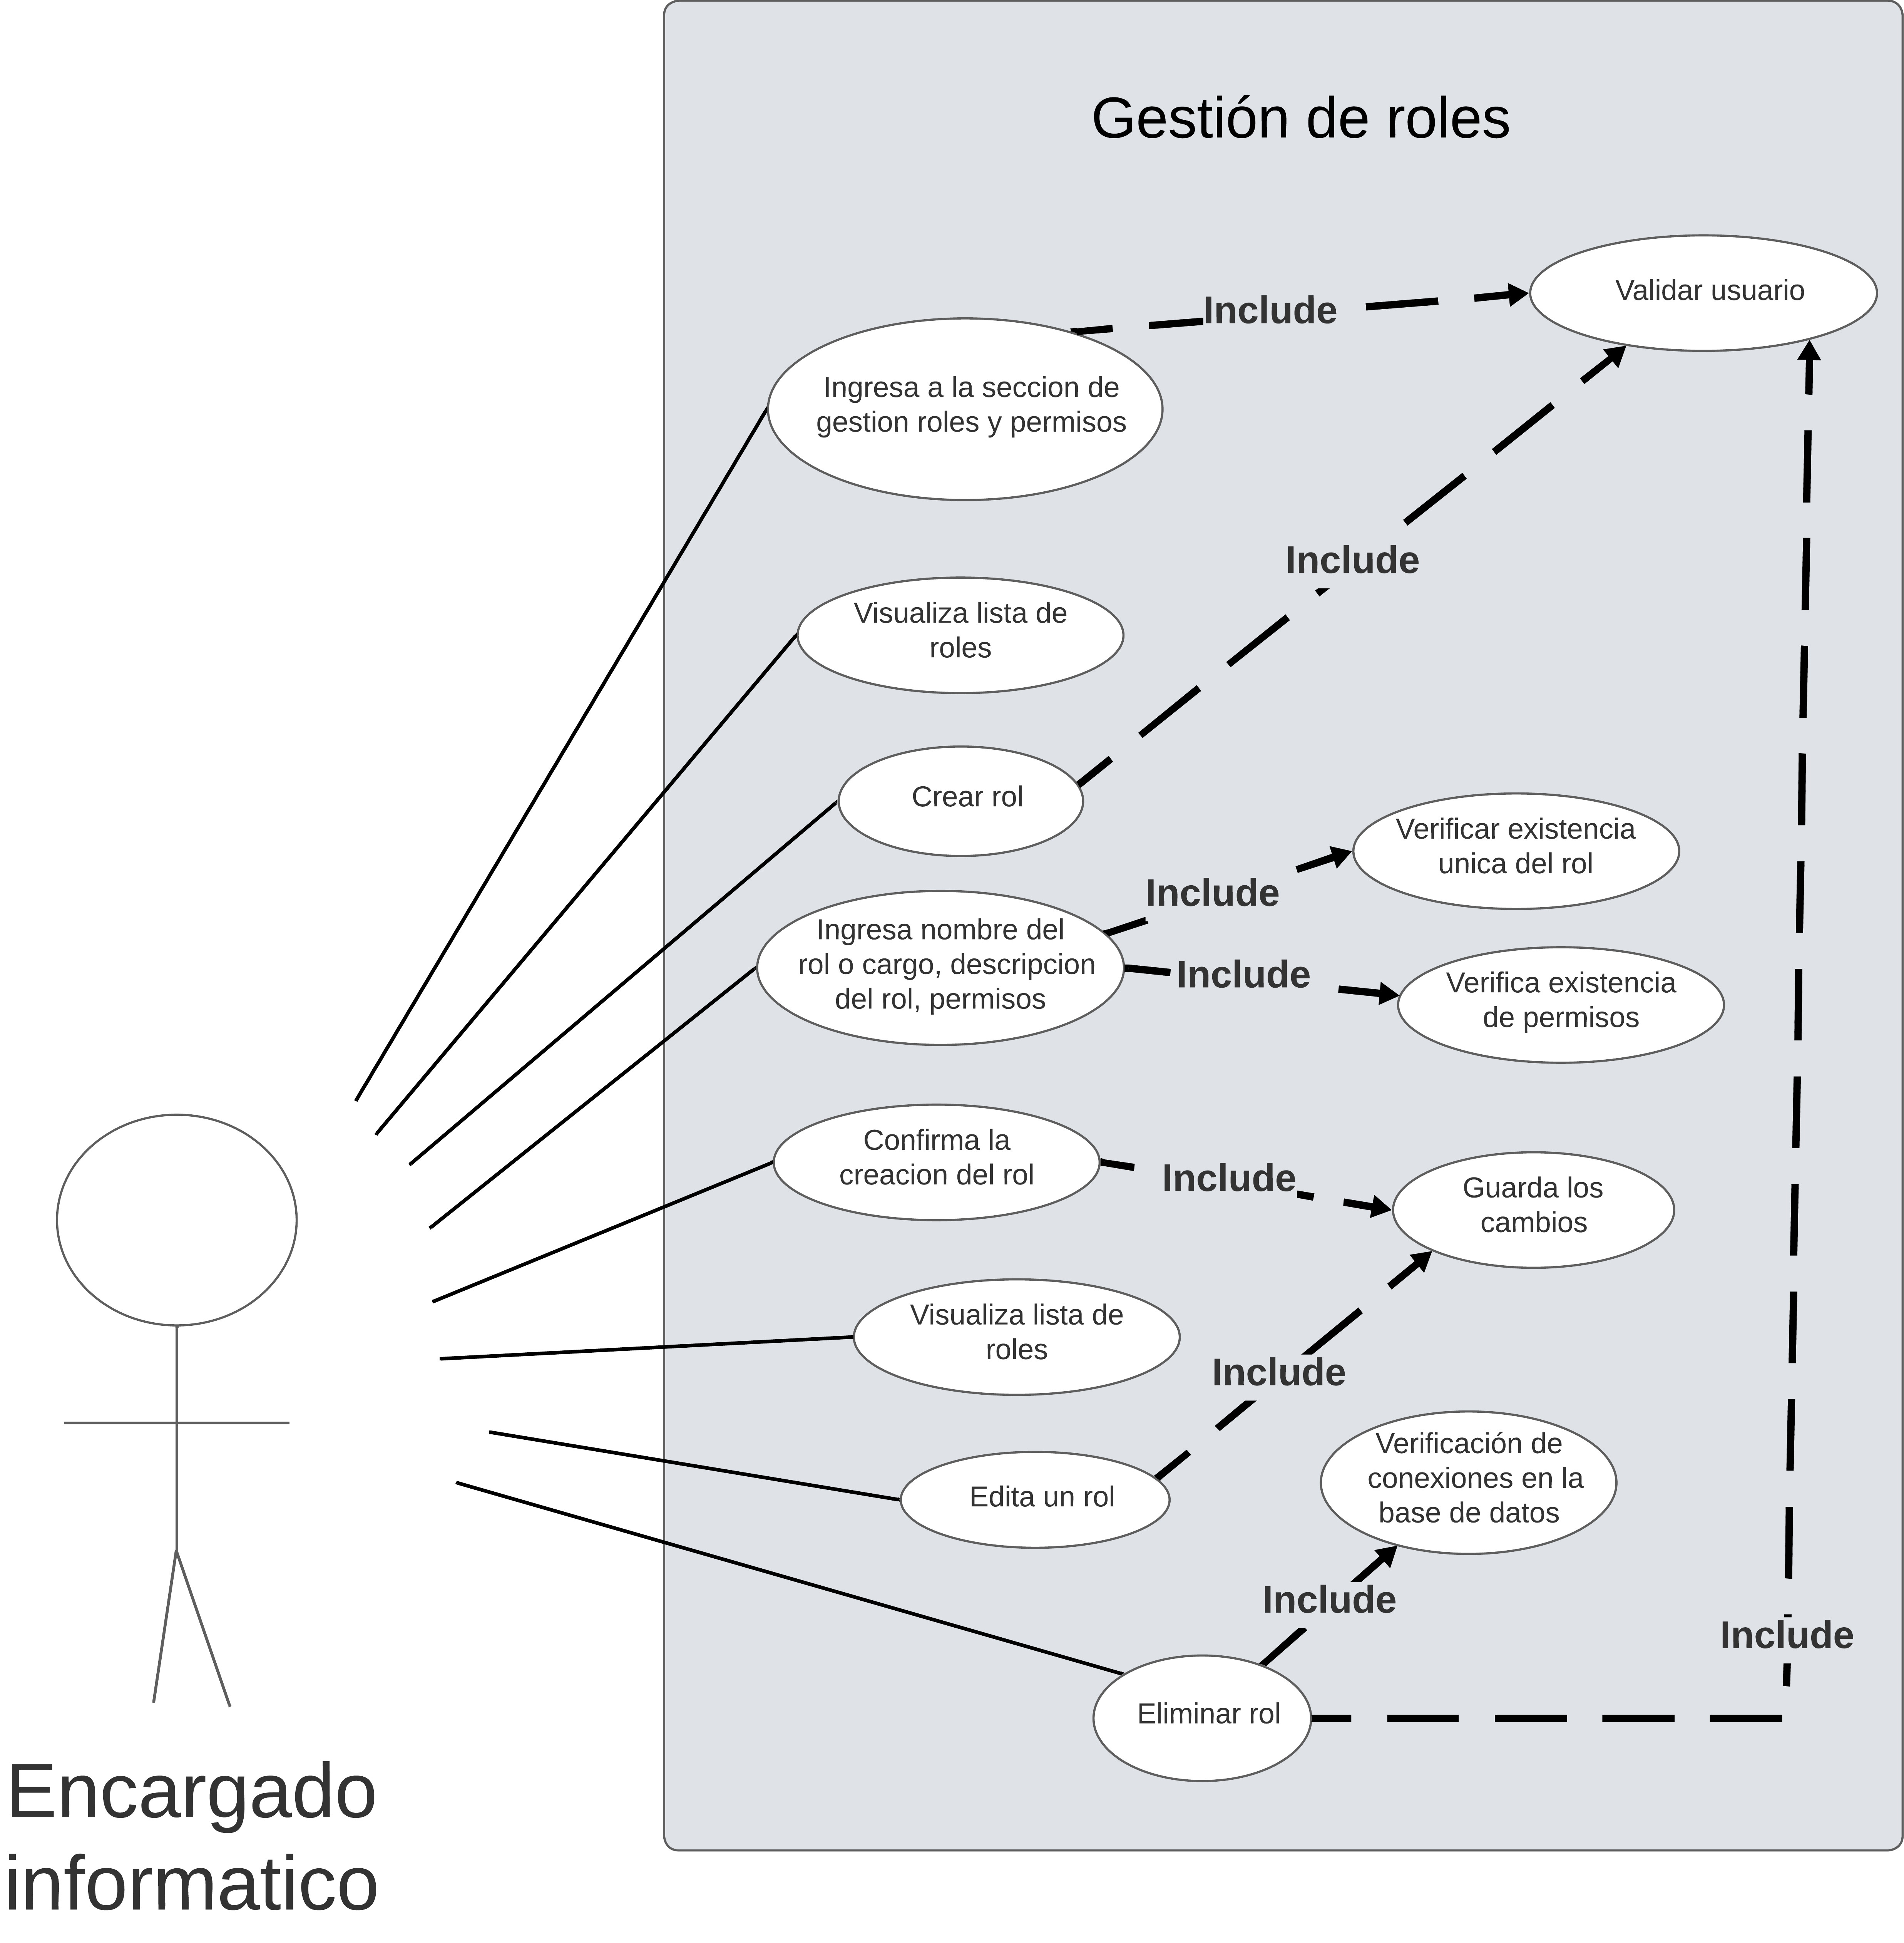 Gestión de roles
Validar usuario
Include
Ingresa a la seccion de
gestion roles y permisos
Include
Visualiza lista de
roles
Crear rol
Verificar existencia
unica del rol
Include
Ingresa nombre del
rol o cargo, descripcion
del rol, permisos
Include
Verifica existencia
de permisos
Confirma la
creacion del rol
Include
Guarda los
cambios
Visualiza lista de
roles
Include
Verificación de
conexiones en la
base de datos
Edita un rol
Include
Include
Eliminar rol
Encargado
informatico